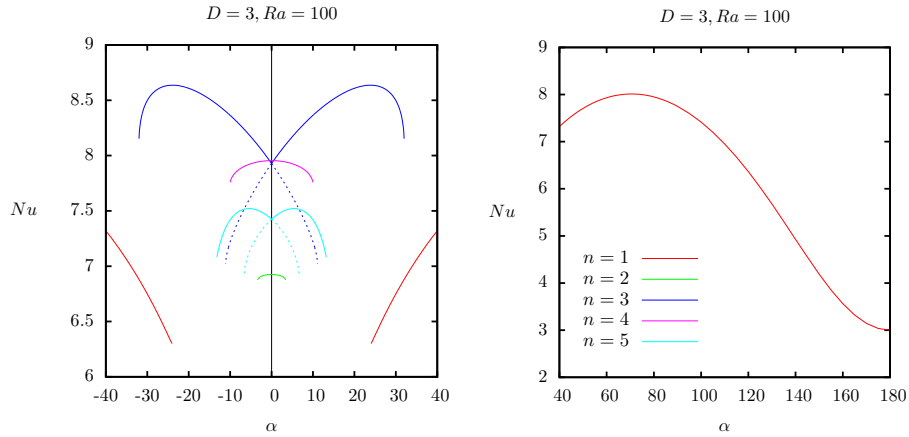 D = 3, Ra = 100
9
8.5
8
7.5
7
6.5
6
Nu
-40 -30 -20 -10 0 10 20 30 40
α
D = 3, Ra = 100
9
8
7
6
5
4
3
2
Nu
n = 1
n = 2
n = 3
n = 4
n = 5
40 60 80 100 120 140 160 180
α